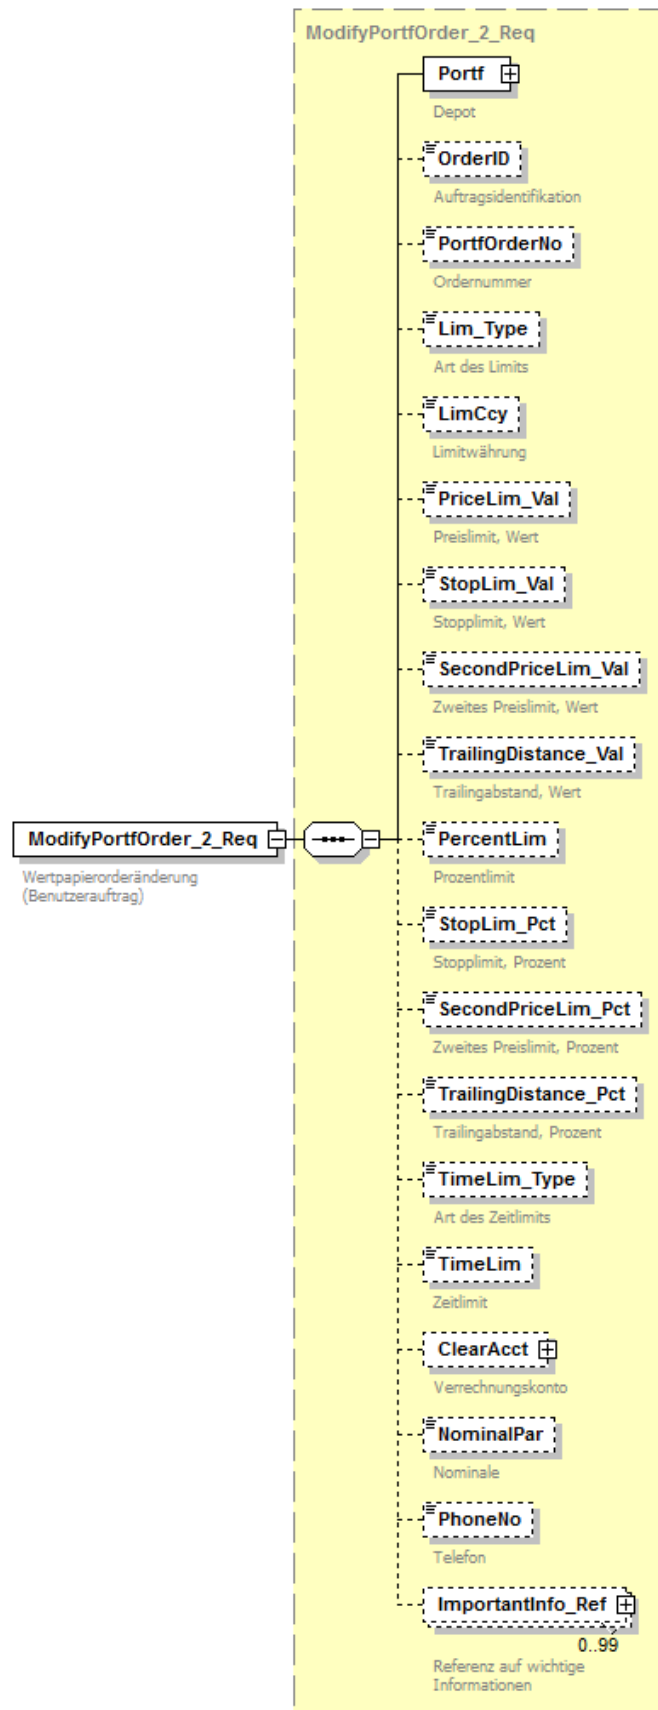 ModifyPortfOrder_2_Req
Portf
Depot
OrderID
Auftragsidentifikation
PortfOrderNo
Ordernummer
Lim_Type
Art des Limits
LimCcy
Limitwährung
PriceLim_Val
Preislimit, Wert
StopLim_Val
Stopplimit, Wert
SecondPriceLim_Val
Zweites Preislimit, Wert
TrailingDistance_Val
Trailingabstand, Wert
ModifyPortfOrder_2_Req
Wertpapierorderänderung
(Benutzerauftrag)
PercentLim
Prozentlimit
StopLim_Pct
Stopplimit, Prozent
SecondPriceLim_Pct
Zweites Preislimit, Prozent
TrailingDistance_Pct
Trailingabstand, Prozent
TimeLim_Type
Art des Zeitlimits
TimeLim
Zeitlimit
ClearAcct
Verrechnungskonto
NominalPar
Nominale
PhoneNo
Telefon
ImportantInfo_Ref
0..99
Referenz auf wichtige
Informationen